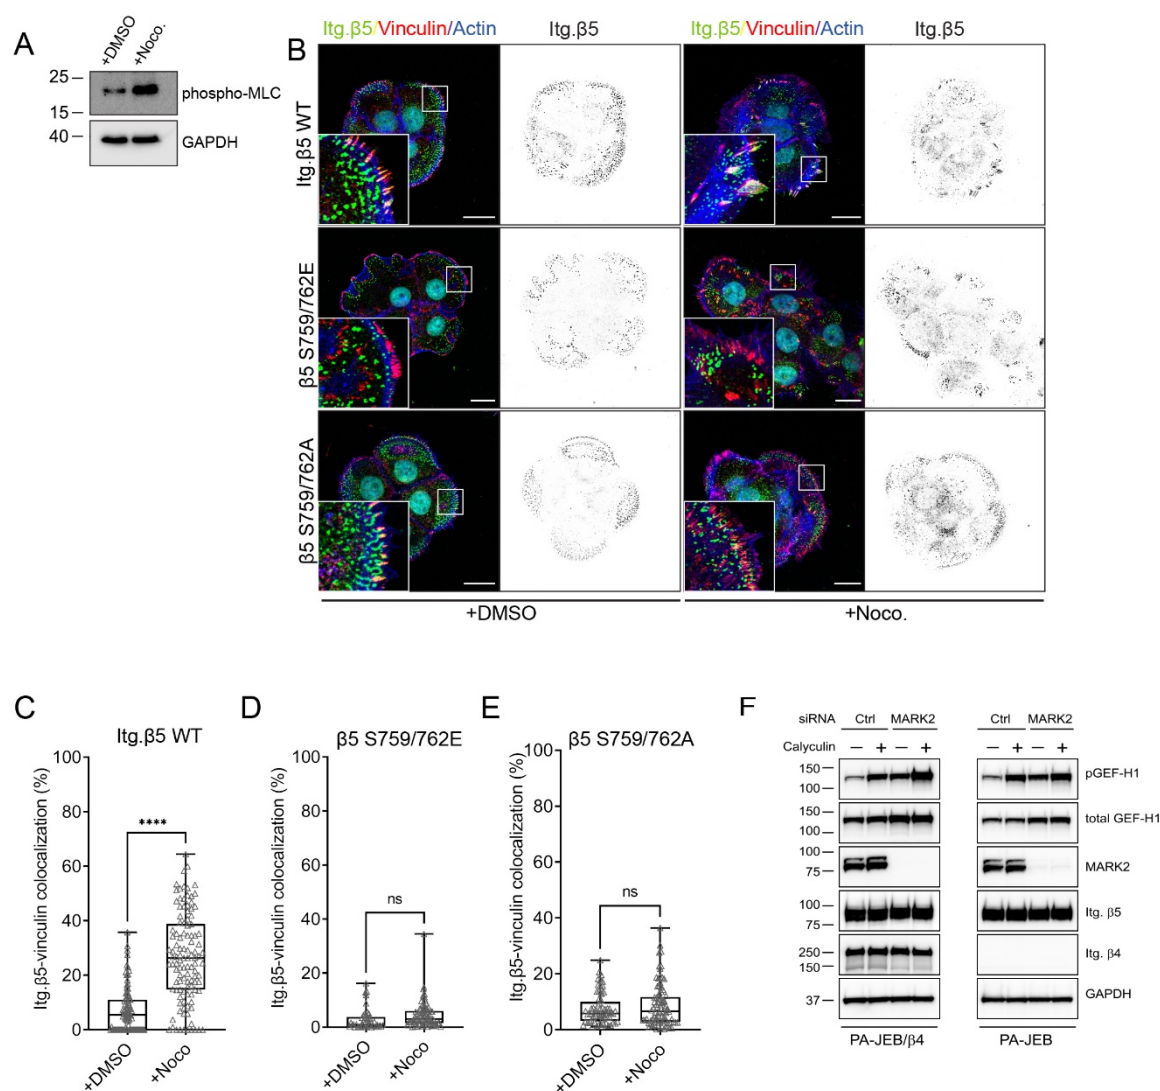 A
+DMSO
+Noco.
25
15
phospho-MLC
40
GAPDH
B
Itg.β5/Vinculin/Actin
Itg.β5
Itg.β5/Vinculin/Actin
Itg.β5
Itg.β5 WT
β5 S759/762E
β5 S759/762A
+DMSO
+Noco.
C
Itg.β5 WT
Itg.β5-vinculin colocalization (%)
100
80
60
40
20
0
****
+DMSO
+Noco
D
β5 S759/762E
Itg.β5-vinculin colocalization (%)
100
80
60
40
20
0
ns
+DMSO
+Noco
E
β5 S759/762A
Itg.β5-vinculin colocalization (%)
100
80
60
40
20
0
ns
+DMSO
+Noco
F
siRNA Ctrl MARK2 Ctrl MARK2
Calyculin − + − + − + − +
150
100
pGEF-H1
150
100
total GEF-H1
100
75
MARK2
100
75
Itg. β5
250
150
Itg. β4
37
GAPDH
PA-JEB/β4
PA-JEB